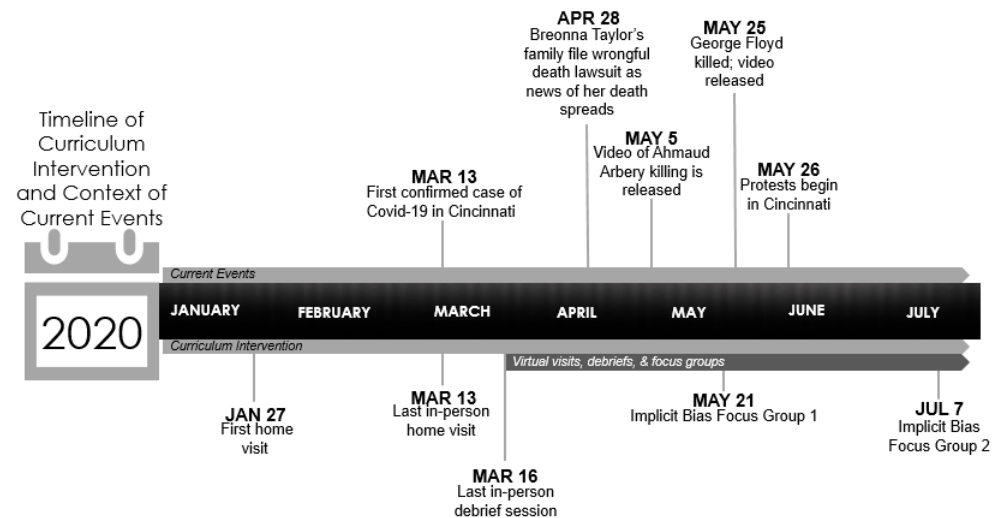 Timeline of
Curriculum
Intervention
and Context of
Current Events
2020
APR 28
Breonna Taylor's
family file wrongful
death lawsuit as
news of her death
spreads
MAY 25
George Floyd
killed; video
released
MAR 13
First confirmed case of
Covid-19 in Cincinnati
MAY 5
Video of Ahmaud
Arbery killing is
released
MAY 26
Protests begin
in Cincinnati
Current Events
JANUARY FEBRUARY MARCH APRIL MAY JUNE JULY
Curriculum Intervention
Virtual visits, debriefs, & focus groups
JAN 27
First home
visit
MAR 13
Last in-person
home visit
MAR 16
Last in-person
debrief session
MAY 21
Implicit Bias Focus Group 1
JUL 7
Implicit Bias
Focus Group 2